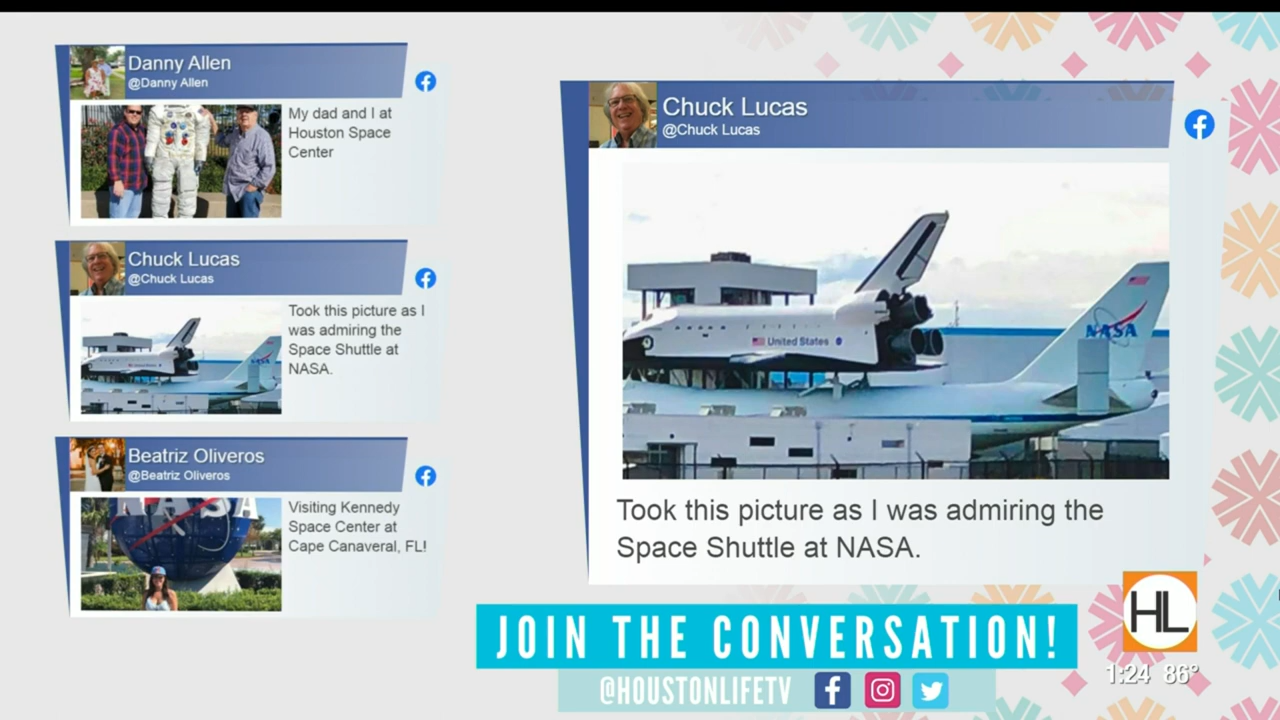 Danny Allen
@Danny Allen
My dad and I at
Houston Space
Center
Chuck Lucas
@Chuck Lucas
Took this picture as I
was admiring the
Space Shuttle at
NASA.
NASA
Beatriz Oliveros
@Beatriz Oliveros
Visiting Kennedy
Space Center at
Cape Canaveral, FL!
NASA
Chuck Lucas
@Chuck Lucas
United States
NASA
Took this picture as I was admiring the
Space Shuttle at NASA.
JOIN THE CONVERSATION!
@HOUSTONLIFETV
HL
1:24 86°